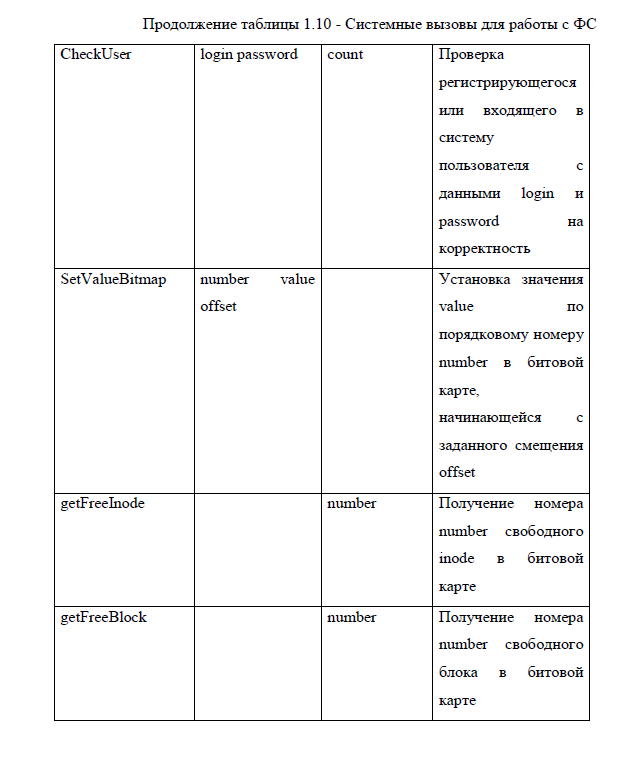 Продолжение таблицы 1.10 - Системные вызовы для работы с ФС
CheckUser login password count Проверка
регистрирующегося
или входящего в
систему
пользователя с
данными login и
password на
корректность
SetValueBitmap number value Установка значения
offset value по
порядковому номеру
number в битовой
карте,
начинающейся с
заданного смещения
offset
getFreeInode number Получение номера
number свободного
inode в битовой
карте
getFreeBlock number Получение номера
number свободного
блока в битовой
карте